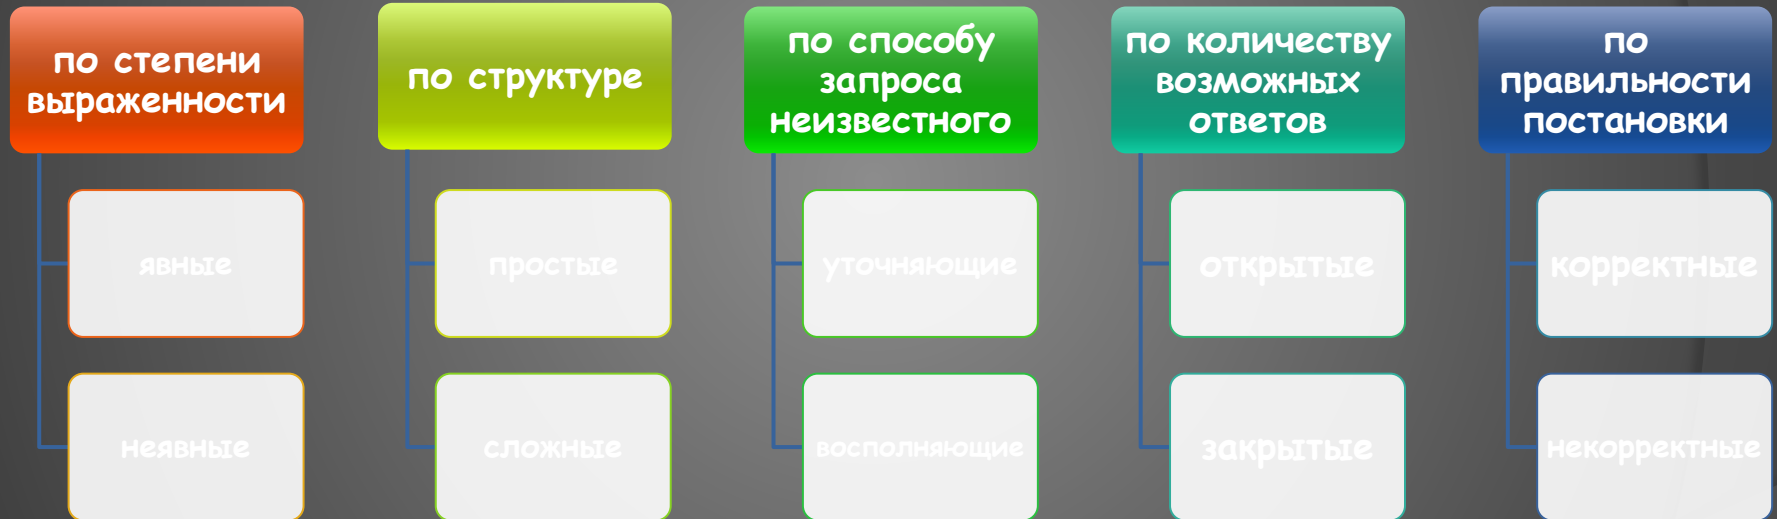 по степени
выраженности
явные
неявные
по структуре
простые
сложные
по способу
запроса
неизвестного
уточняющие
восполняющие
по количеству
возможных
ответов
открытые
закрытые
по
правильности
постановки
корректные
некорректные